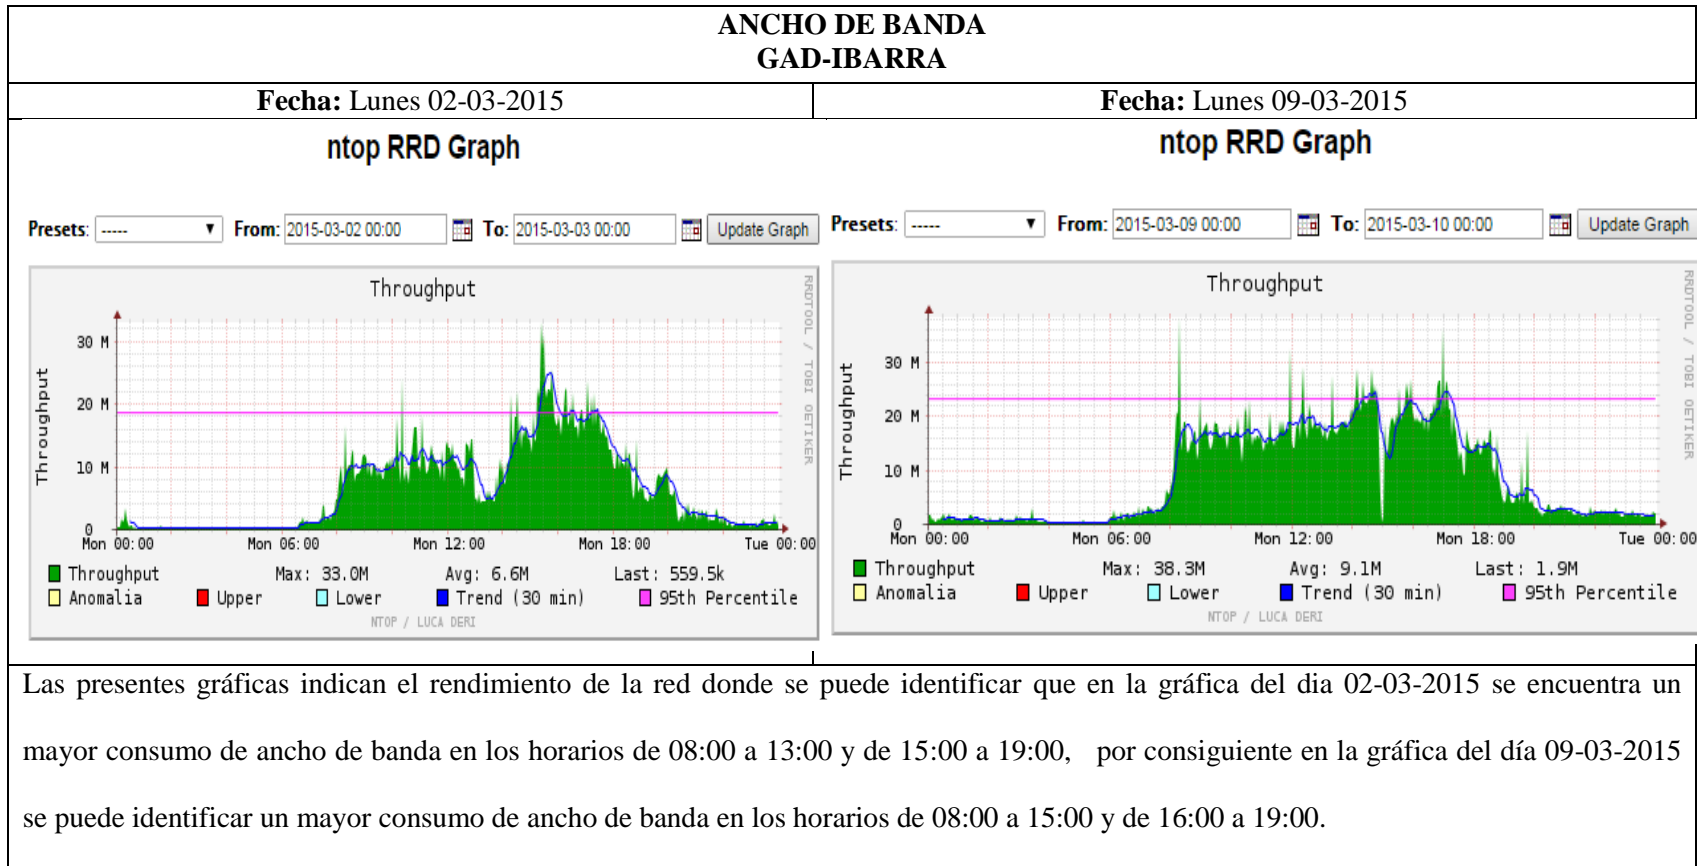 ANCHO DE BANDA
GAD-IBARRA
Fecha: Lunes 02-03-2015
Fecha: Lunes 09-03-2015
ntop RRD Graph
Presets: ----- From: 2015-03-02 00:00 To: 2015-03-03 00:00 Update Graph
Throughput
RRDTOOL / TOBI OETIKER
Throughput
30 M
20 M
10 M
0
Mon 00:00 Mon 06:00 Mon 12:00 Mon 18:00 Tue 00:00
Throughput Max: 33.0M Avg: 6.6M Last: 559.5k
Anomalia Upper Lower Trend (30 min) 95th Percentile
NTOP / LUCA DERI
ntop RRD Graph
Presets: ----- From: 2015-03-09 00:00 To: 2015-03-10 00:00 Update Graph
Throughput
RRDTOOL / TOBI OETIKER
Throughput
30 M
20 M
10 M
0
Mon 00:00 Mon 06:00 Mon 12:00 Mon 18:00 Tue 00:00
Throughput Max: 38.3M Avg: 9.1M Last: 1.9M
Anomalia Upper Lower Trend (30 min) 95th Percentile
NTOP / LUCA DERI
Las presentes gráficas indican el rendimiento de la red donde se puede identificar que en la gráfica del dia 02-03-2015 se encuentra un
mayor consumo de ancho de banda en los horarios de 08:00 a 13:00 y de 15:00 a 19:00, por consiguiente en la gráfica del día 09-03-2015
se puede identificar un mayor consumo de ancho de banda en los horarios de 08:00 a 15:00 y de 16:00 a 19:00.